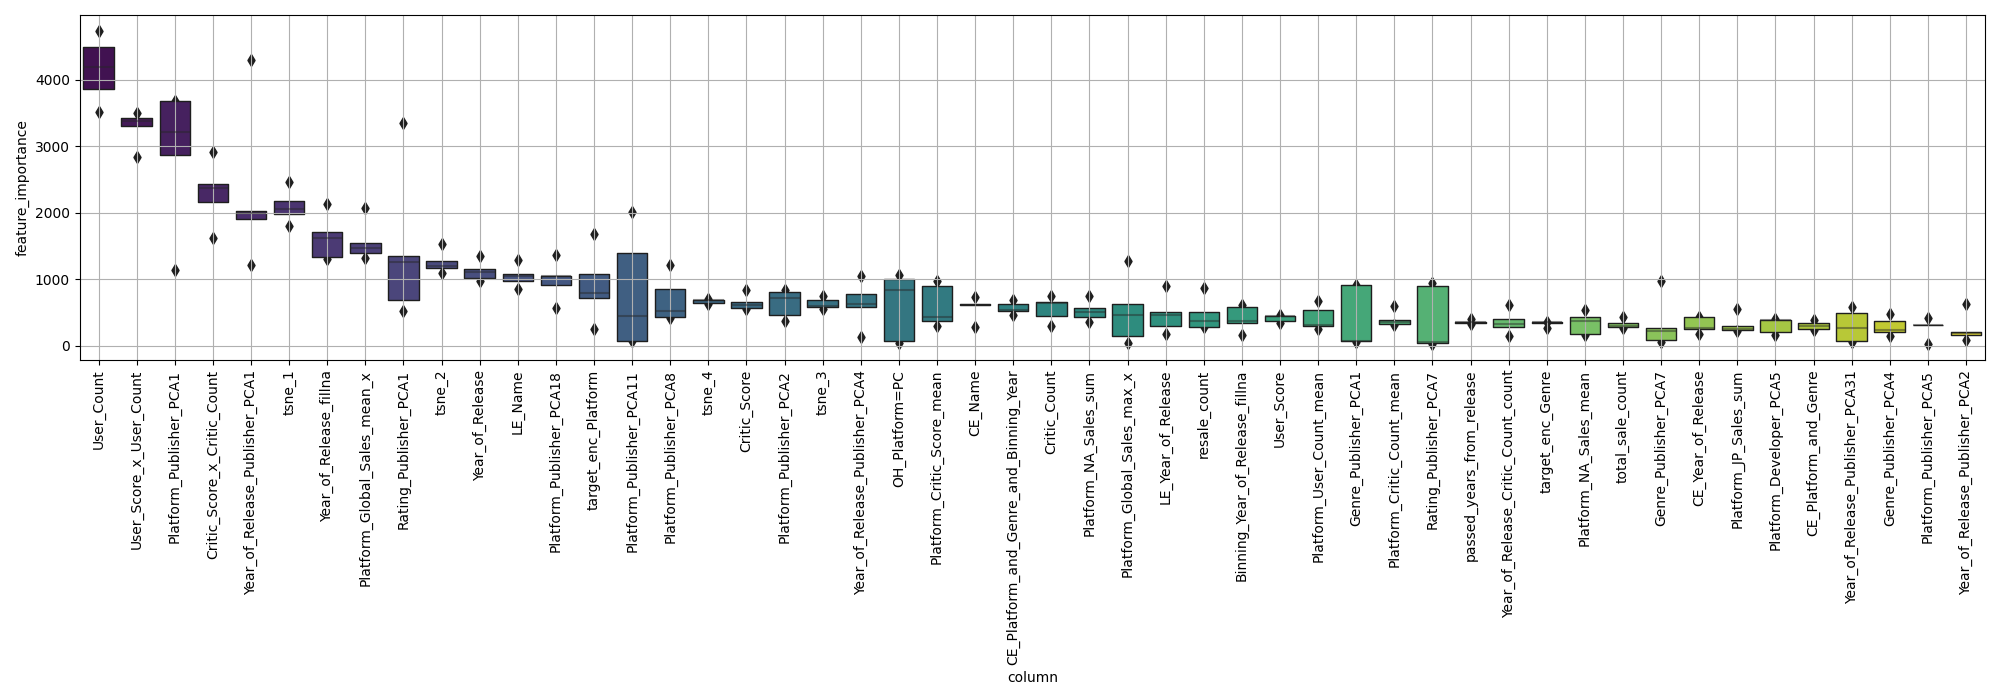 feature_importance
4000
3000
2000
1000
0
User_Count
User_Score_x_User_Count
Platform_Publisher_PCA1
Critic_Score_x_Critic_Count
Year_of_Release_Publisher_PCA1
tsne_1
Year_of_Release_fillna
Platform_Global_Sales_mean_x
Rating_Publisher_PCA1
tsne_2
Year_of_Release
LE_Name
Platform_Publisher_PCA18
target_enc_Platform
Platform_Publisher_PCA11
Platform_Publisher_PCA8
tsne_4
Critic_Score
Platform_Publisher_PCA2
tsne_3
Year_of_Release_Publisher_PCA4
OH_Platform=PC
Platform_Critic_Score_mean
CE_Name
CE_Platform_and_Genre_and_Binning_Year
Critic_Count
Platform_NA_Sales_sum
Platform_Global_Sales_max_x
LE_Year_of_Release
resale_count
Binning_Year_of_Release_fillna
User_Score
Platform_User_Count_mean
Genre_Publisher_PCA1
Platform_Critic_Count_mean
Rating_Publisher_PCA7
passed_years_from_release
Year_of_Release_Critic_Count_count
target_enc_Genre
Platform_NA_Sales_mean
total_sale_count
Genre_Publisher_PCA7
CE_Year_of_Release
Platform_JP_Sales_sum
Platform_Developer_PCA5
CE_Platform_and_Genre
Year_of_Release_Publisher_PCA31
Genre_Publisher_PCA4
Platform_Publisher_PCA5
Year_of_Release_Publisher_PCA2
column